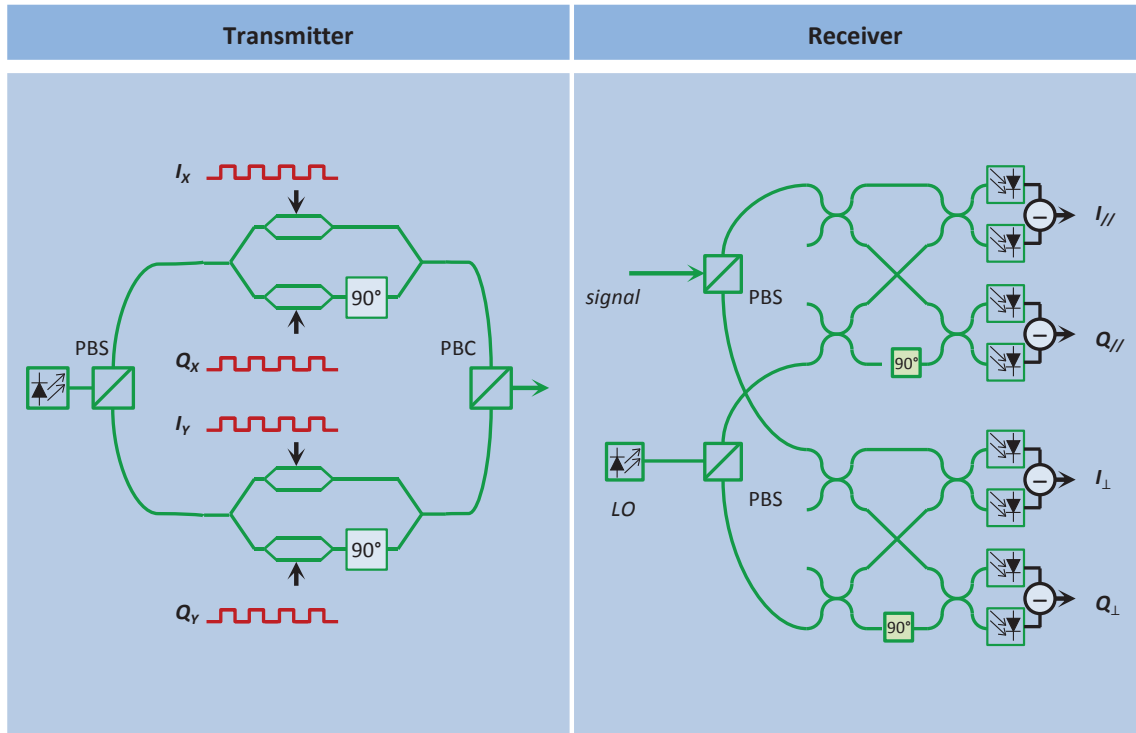 Transmitter
I_X
90°
Q_X
PBS
PBC
I_Y
90°
Q_Y
Receiver
I_//
signal
PBS
Q_//
90°
I_⊥
LO
PBS
Q_⊥
90°